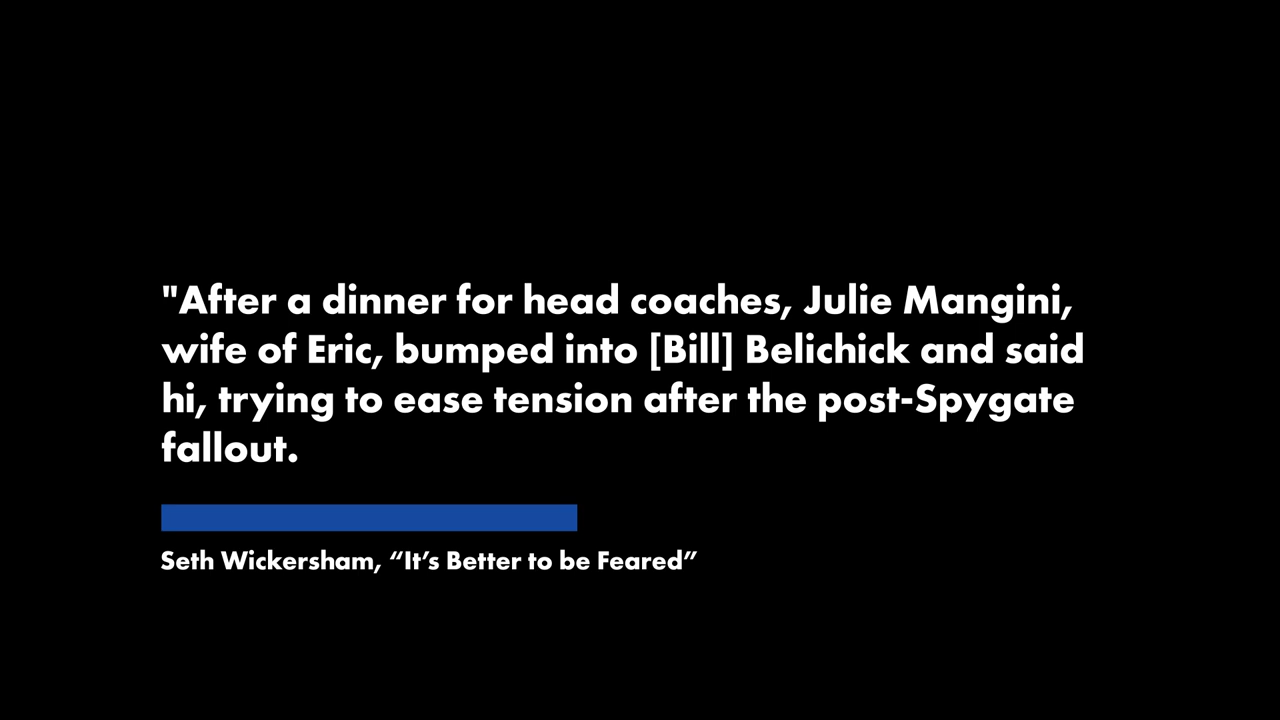 "After a dinner for head coaches, Julie Mangini,
wife of Eric, bumped into [Bill] Belichick and said
hi, trying to ease tension after the post-Spygate
fallout.
Seth Wickersham, “It’s Better to be Feared”